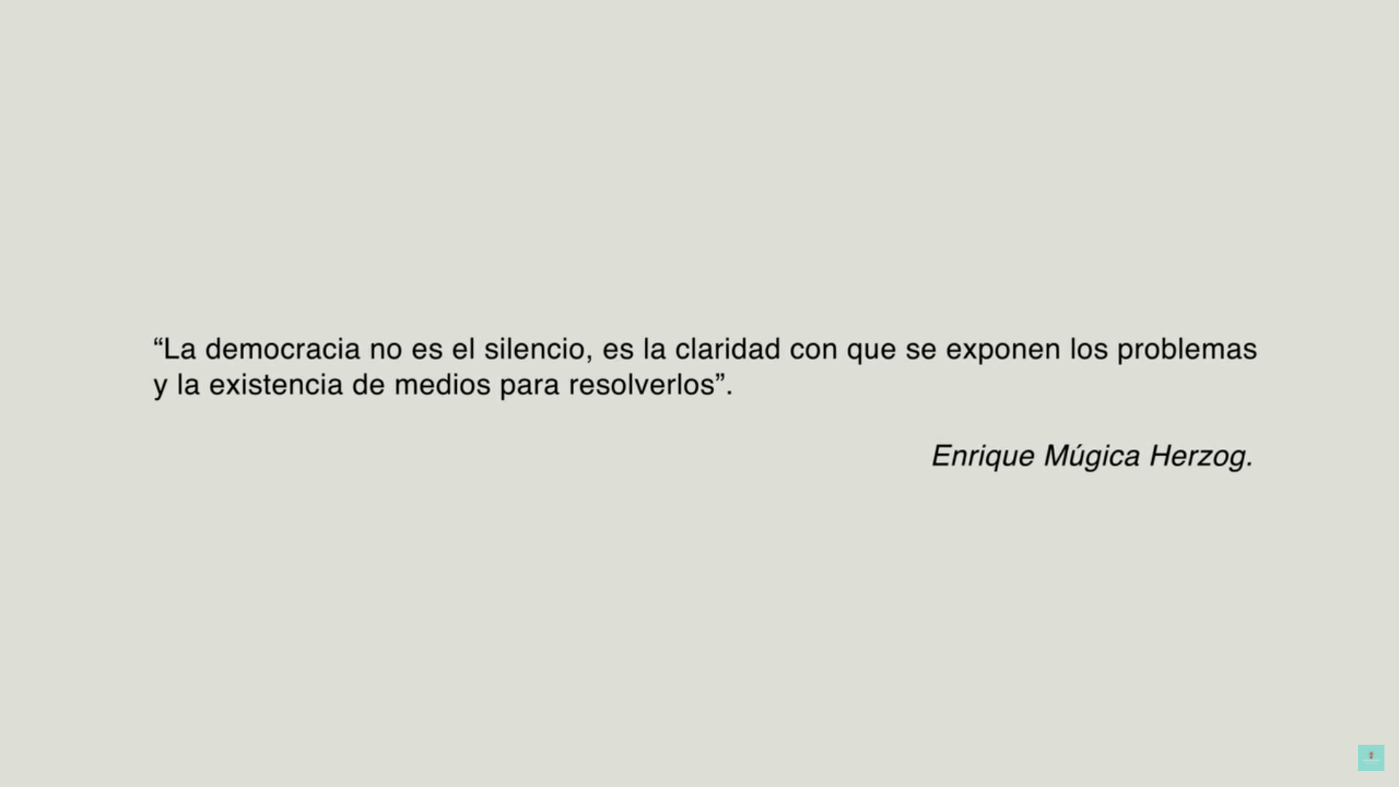 “La democracia no es el silencio, es la claridad con que se exponen los problemas
y la existencia de medios para resolverlos”.
Enrique Múgica Herzog.